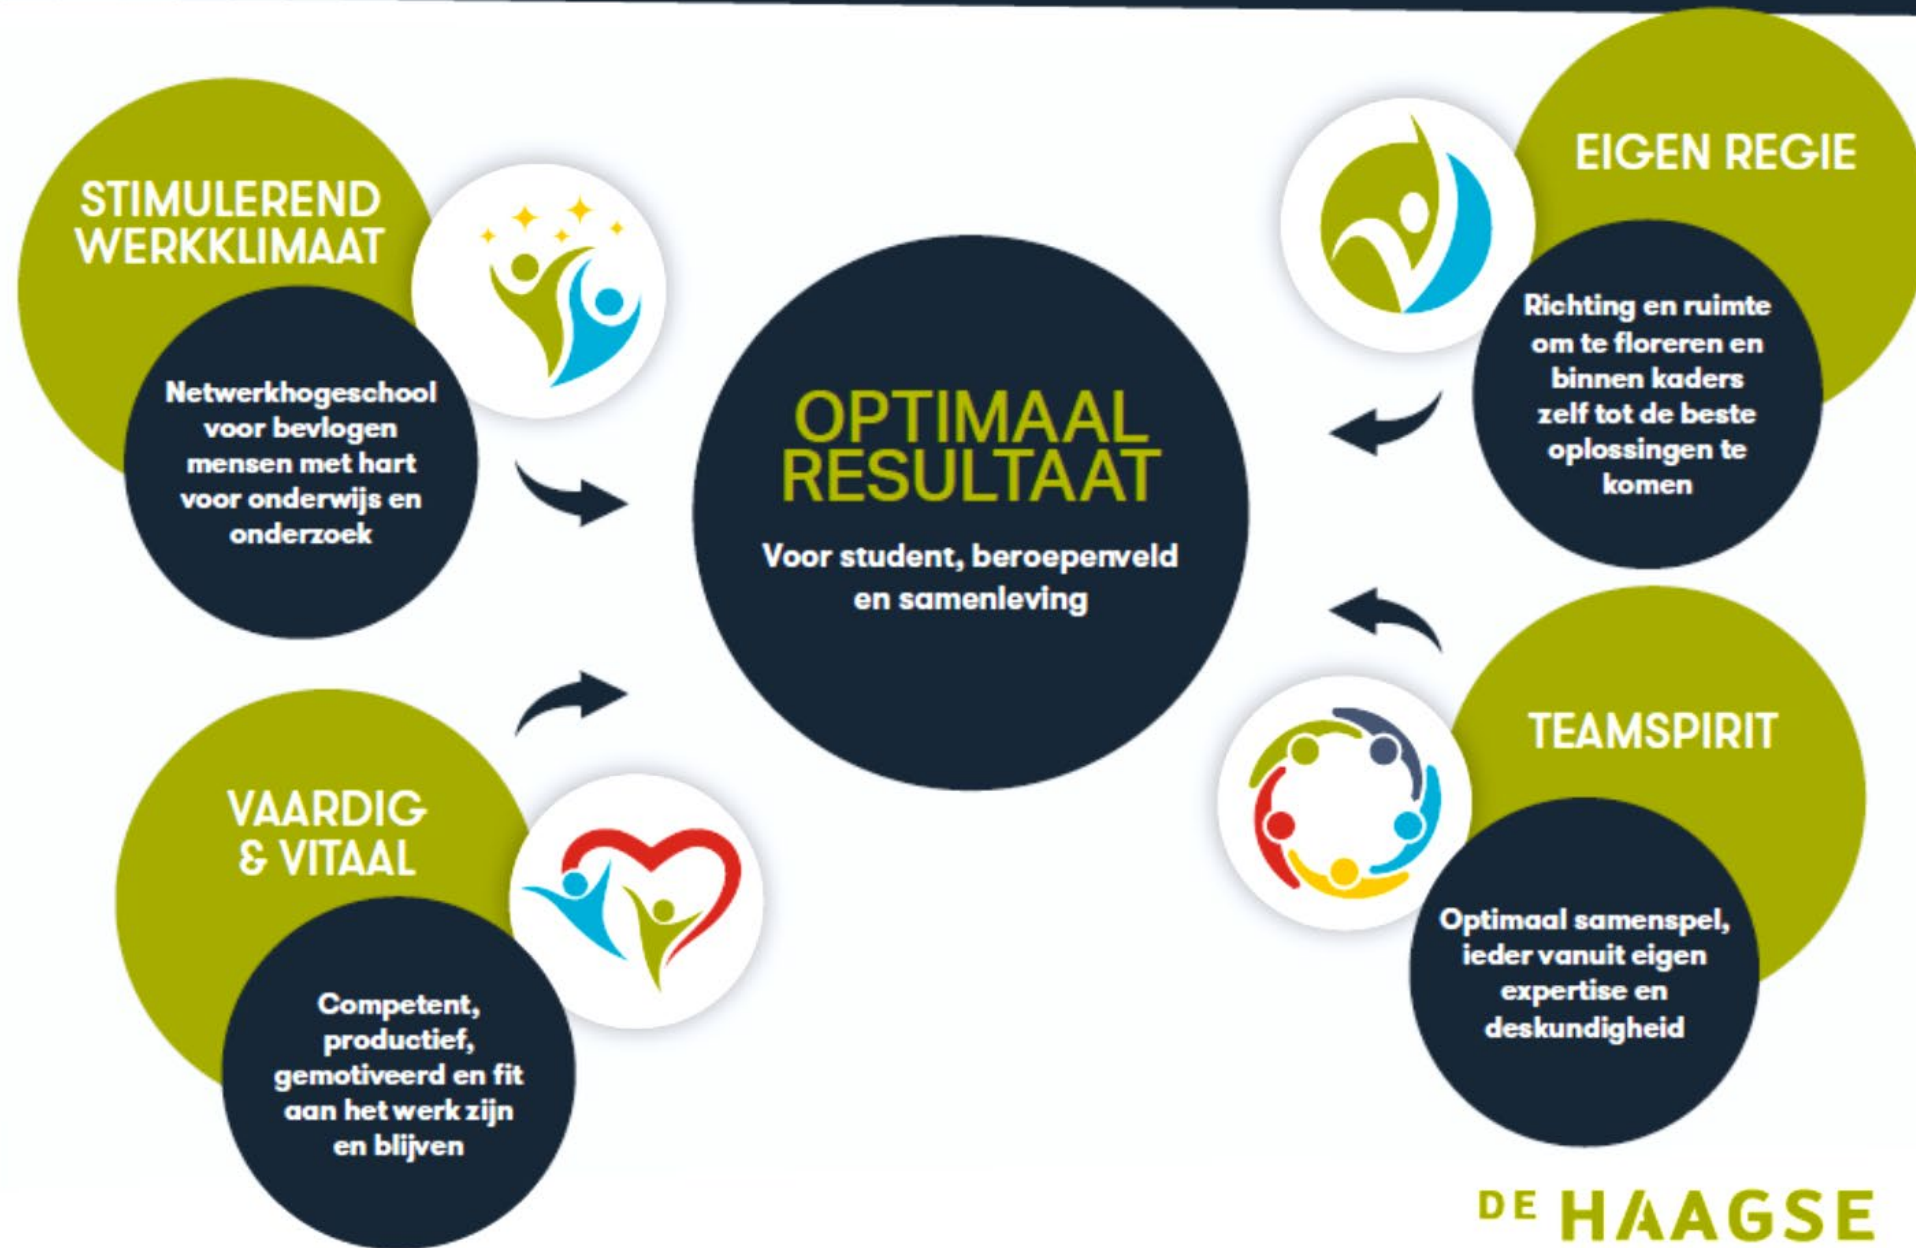 STIMULEREND
WERKKLIMAAT
Netwerkhogeschool
voor bevlogen
mensen met hart
voor onderwijs en
onderzoek
EIGEN REGIE
Richting en ruimte
om te floreren en
binnen kaders
zelf tot de beste
oplossingen te
komen
OPTIMAAL
RESULTAAT
Voor student, beroepenveld
en samenleving
VAARDIG
& VITAAL
Competent,
productief,
gemotiveerd en fit
aan het werk zijn
en blijven
TEAMSPIRIT
Optimaal samenspel,
ieder vanuit eigen
expertise en
deskundigheid
DE HAAGSE